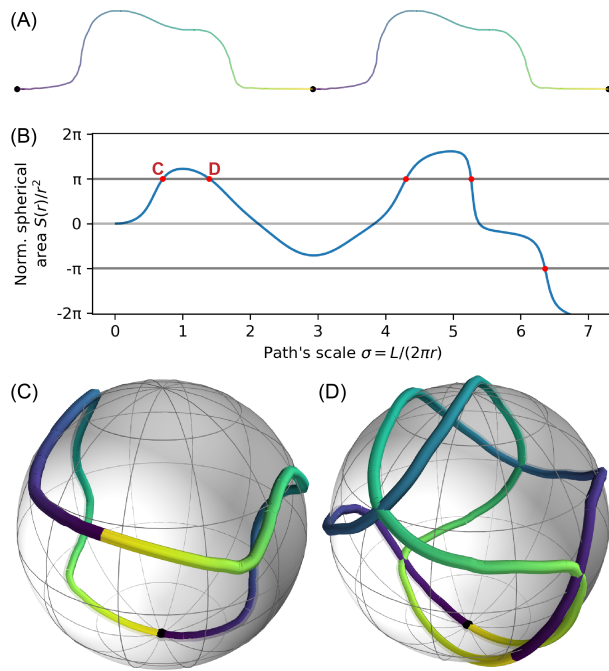 (A)
(B)
2π
π
0
-π
-2π
Norm. spherical
area S(r)/r²
C
D
0 1 2 3 4 5 6 7
Path's scale σ = L/(2πr)
(C)
(D)